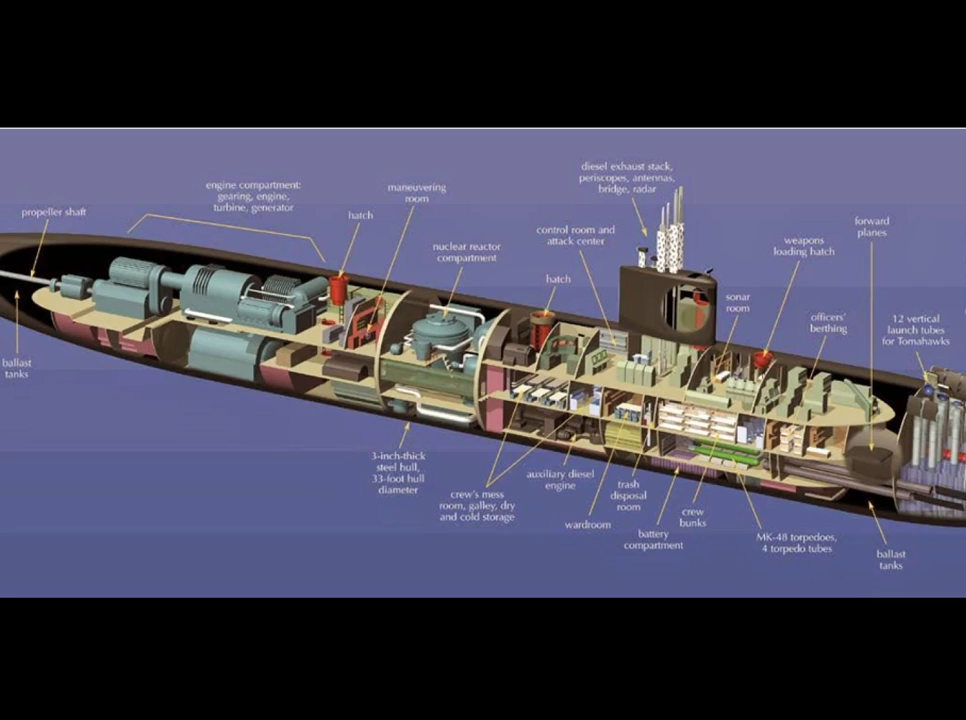 diesel exhaust stack,
periscopes, antennas,
bridge, radar
engine compartment:
gearing, engine,
turbine, generator
maneuvering
room
propeller shaft
hatch
forward
planes
control room and
attack center
weapons
loading hatch
nuclear reactor
compartment
hatch
sonar
room
officers'
berthing
12 vertical
launch tubes
for Tomahawks
ballast
tanks
3-inch-thick
steel hull,
33-foot hull
diameter
crew's mess
room, galley, dry
and cold storage
auxiliary diesel
engine
wardroom
trash
disposal
room
battery
compartment
crew
bunks
MK-48 torpedoes,
4 torpedo tubes
ballast
tanks